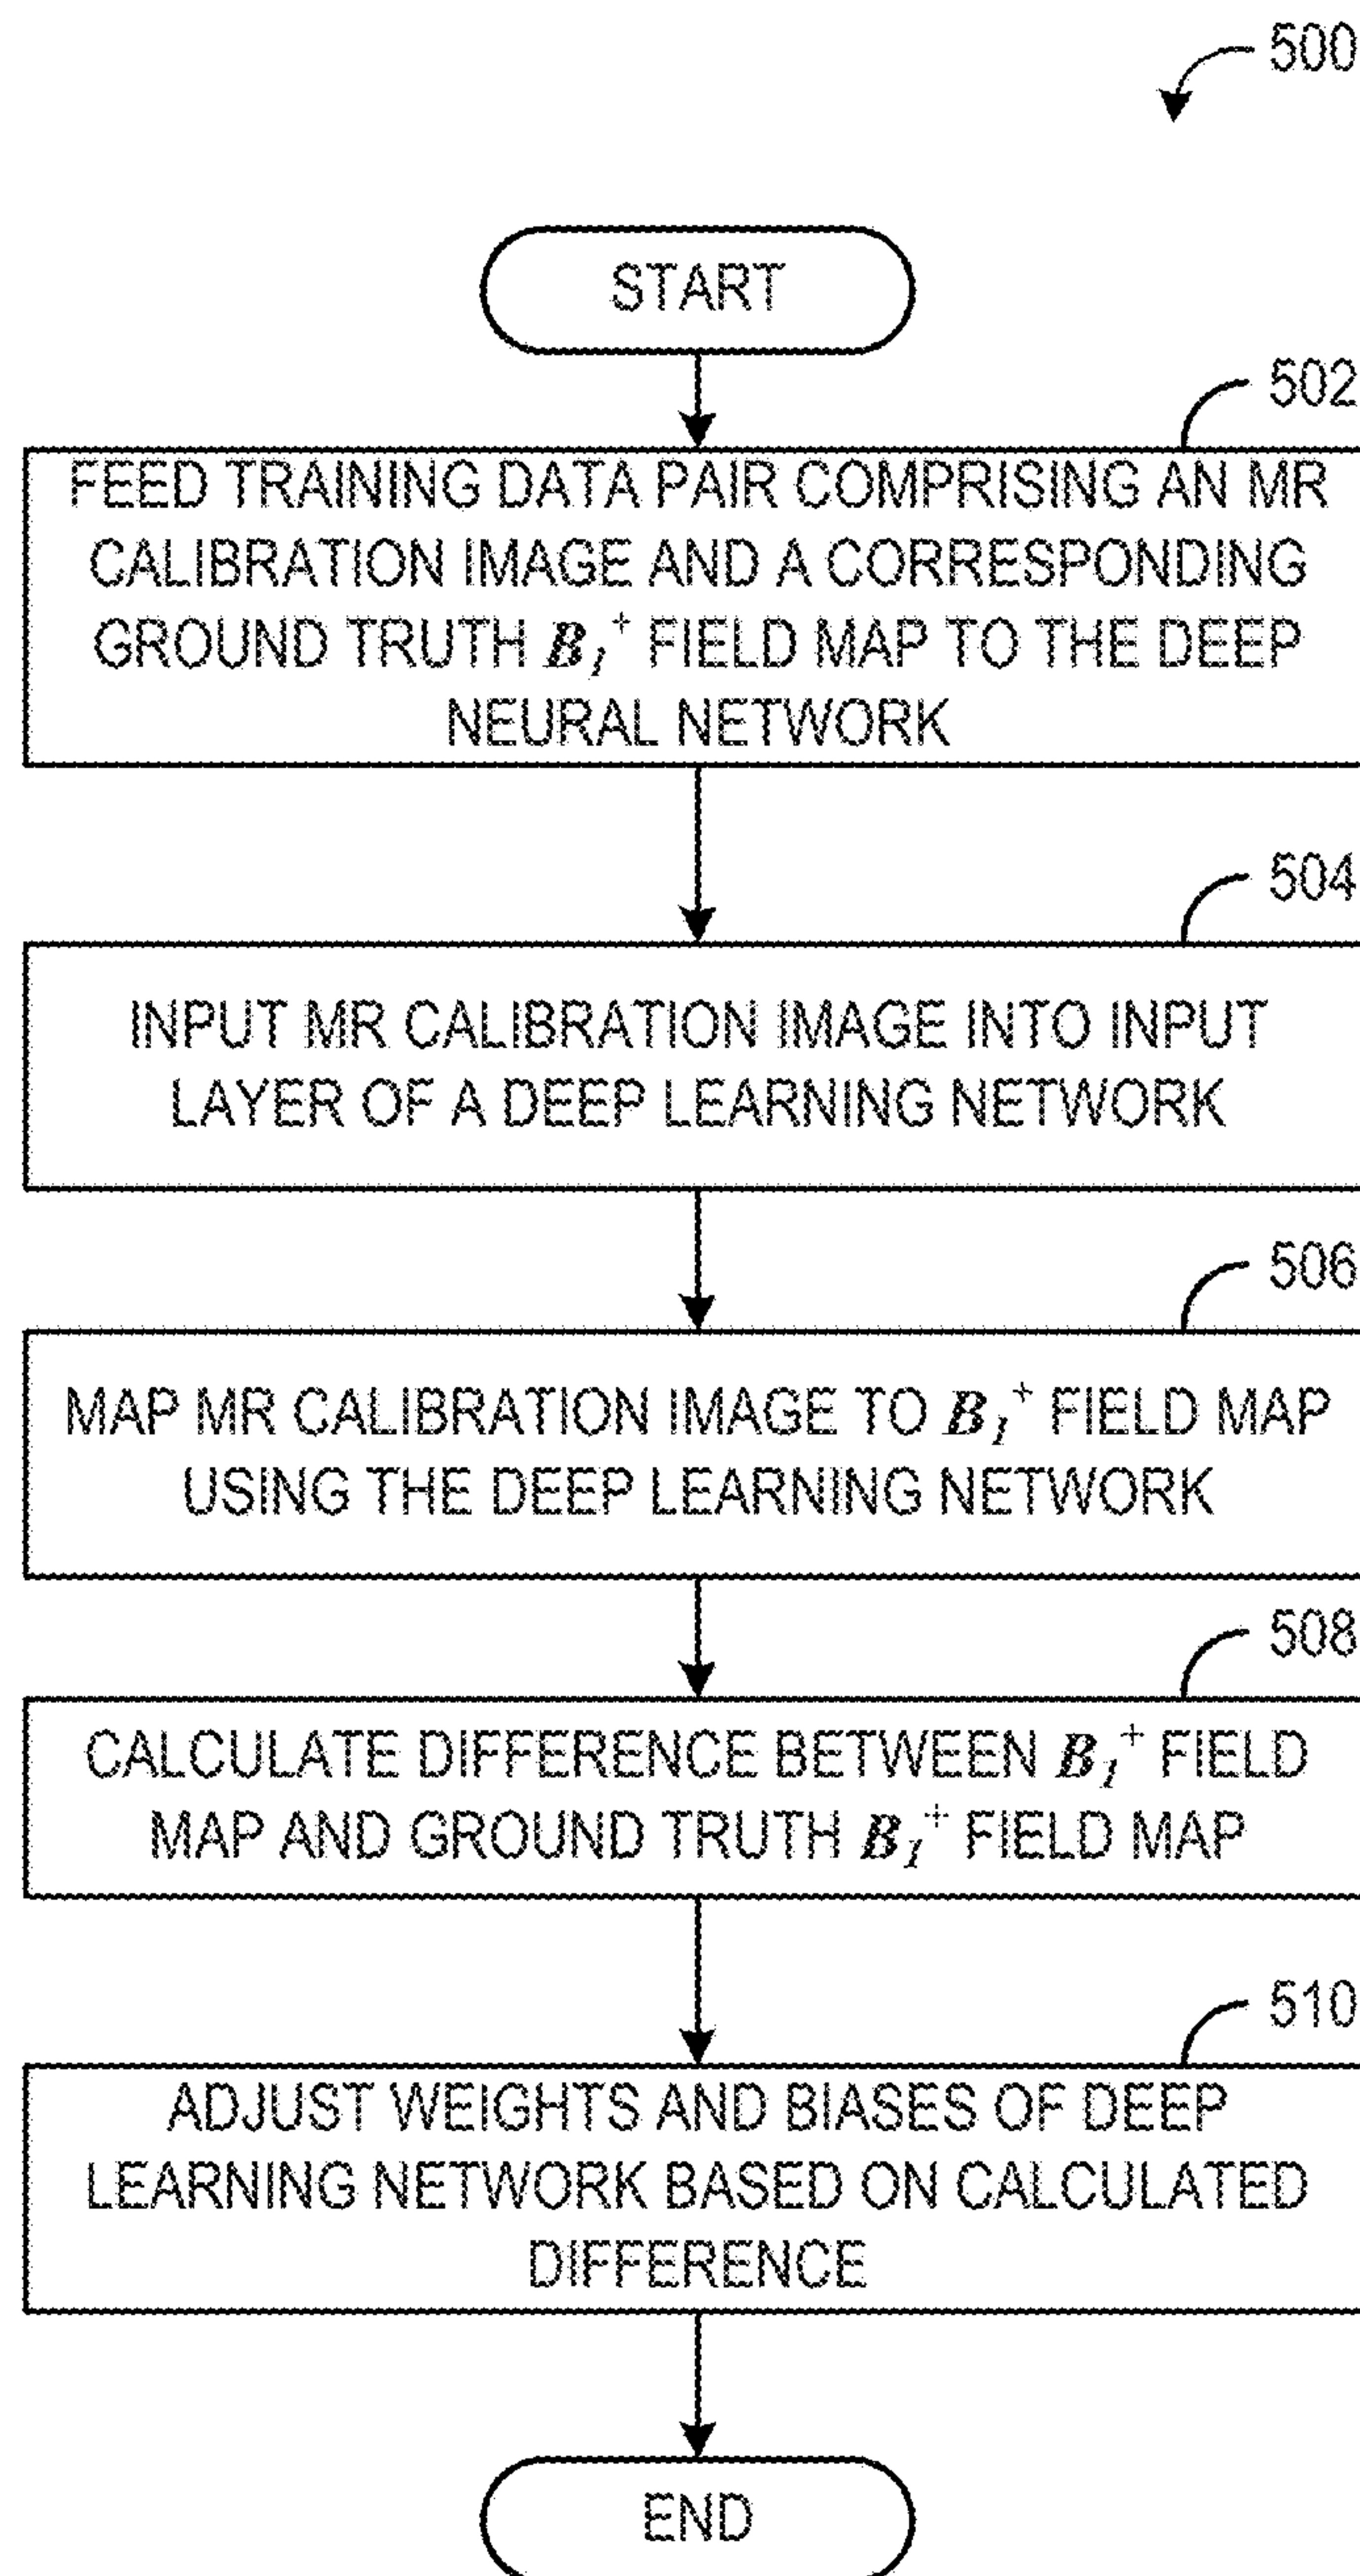 500
START
502
FEED TRAINING DATA PAIR COMPRISING AN MR
CALIBRATION IMAGE AND A CORRESPONDING
GROUND TRUTH B₁⁺ FIELD MAP TO THE DEEP
NEURAL NETWORK
504
INPUT MR CALIBRATION IMAGE INTO INPUT
LAYER OF A DEEP LEARNING NETWORK
506
MAP MR CALIBRATION IMAGE TO B₁⁺ FIELD MAP
USING THE DEEP LEARNING NETWORK
508
CALCULATE DIFFERENCE BETWEEN B₁⁺ FIELD
MAP AND GROUND TRUTH B₁⁺ FIELD MAP
510
ADJUST WEIGHTS AND BIASES OF DEEP
LEARNING NETWORK BASED ON CALCULATED
DIFFERENCE
END